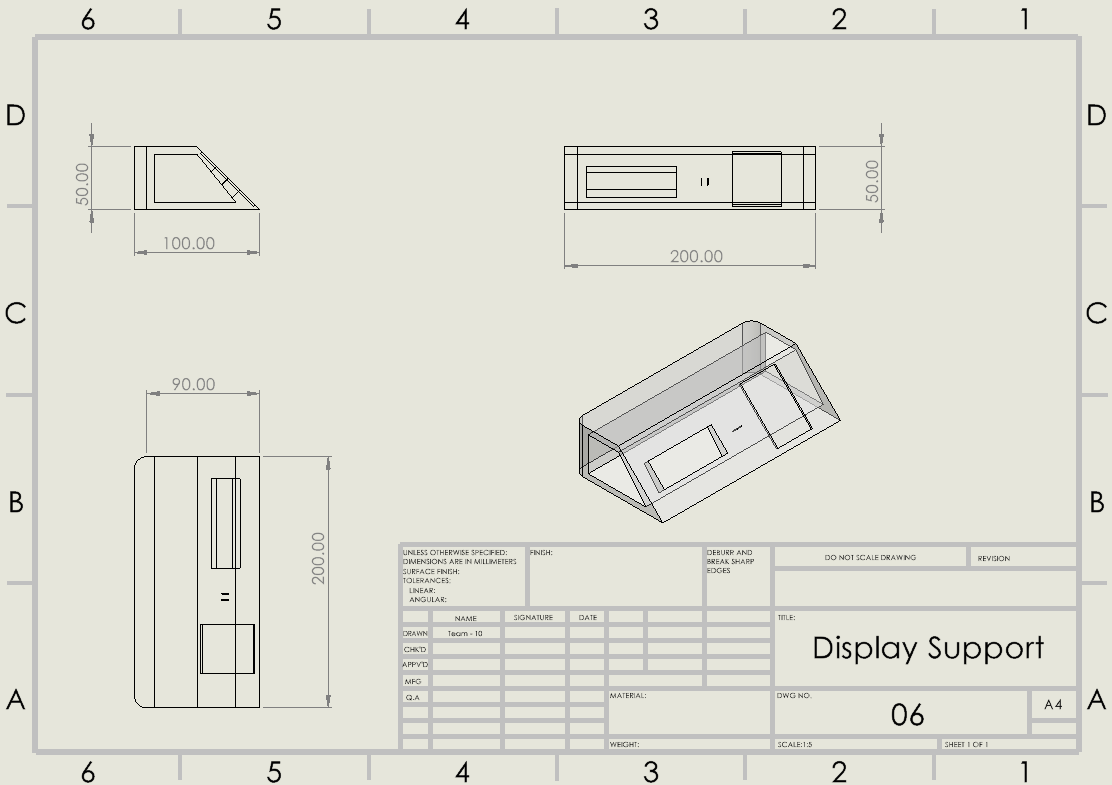 6 5 4 3 2 1
D D
50.00
100.00
50.00
200.00
C C
90.00
200.00
B B
UNLESS OTHERWISE SPECIFIED:
DIMENSIONS ARE IN MILLIMETERS
SURFACE FINISH:
TOLERANCES:
LINEAR:
ANGULAR:
FINISH:
DEBURR AND
BREAK SHARP
EDGES
DO NOT SCALE DRAWING
REVISION
NAME SIGNATURE DATE
DRAWN Team - 10
CHK'D
APPV'D
MFG
Q.A
TITLE:
Display Support
MATERIAL:
DWG NO.
06
A4
WEIGHT:
SCALE:1:5
SHEET 1 OF 1
A A
6 5 4 3 2 1